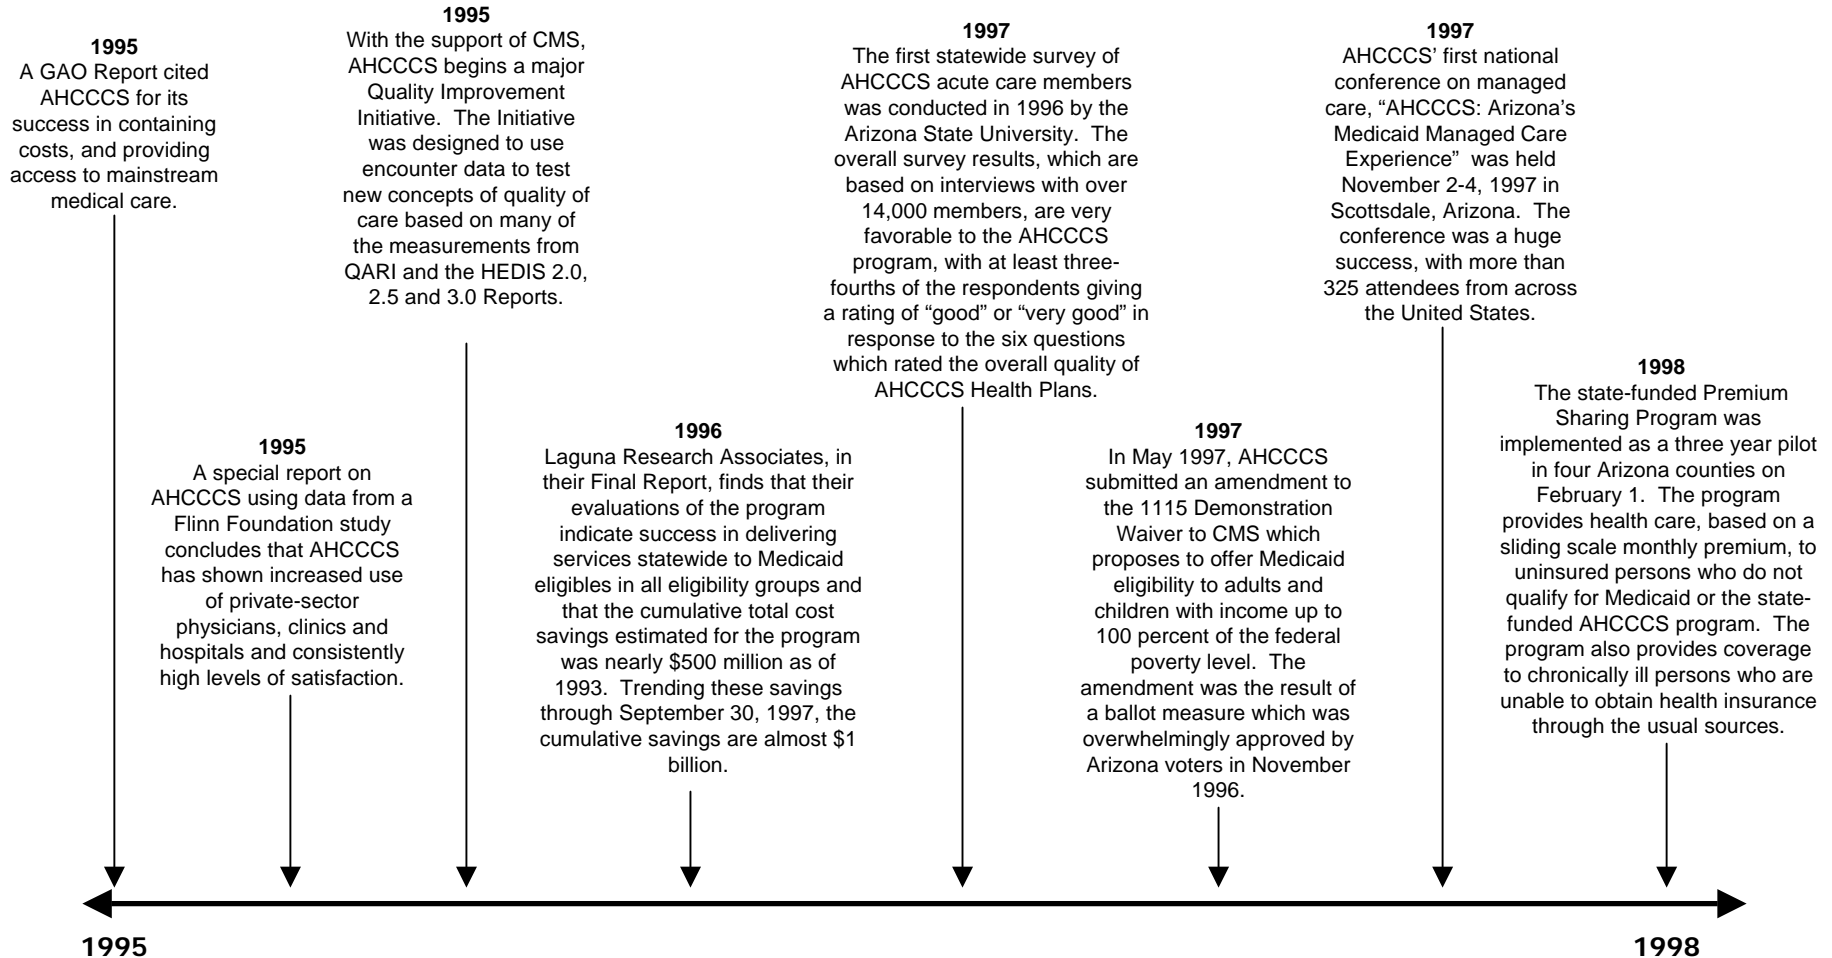 1995
A GAO Report cited
AHCCCS for its
success in containing
costs, and providing
access to mainstream
medical care.
1995
A special report on
AHCCCS using data from a
Flinn Foundation study
concludes that AHCCCS
has shown increased use
of private-sector
physicians, clinics and
hospitals and consistently
high levels of satisfaction.
1995
With the support of CMS,
AHCCCS begins a major
Quality Improvement
Initiative.  The Initiative
was designed to use
encounter data to test
new concepts of quality of
care based on many of
the measurements from
QARI and the HEDIS 2.0,
2.5 and 3.0 Reports.
1996
Laguna Research Associates, in
their Final Report, finds that their
evaluations of the program
indicate success in delivering
services statewide to Medicaid
eligibles in all eligibility groups and
that the cumulative total cost
savings estimated for the program
was nearly $500 million as of
1993.  Trending these savings
through September 30, 1997, the
cumulative savings are almost $1
billion.
1997
The first statewide survey of
AHCCCS acute care members
was conducted in 1996 by the
Arizona State University.  The
overall survey results, which are
based on interviews with over
14,000 members, are very
favorable to the AHCCCS
program, with at least three-
fourths of the respondents giving
a rating of “good” or “very good” in
response to the six questions
which rated the overall quality of
AHCCCS Health Plans.
1997
In May 1997, AHCCCS
submitted an amendment to
the 1115 Demonstration
Waiver to CMS which
proposes to offer Medicaid
eligibility to adults and
children with income up to
100 percent of the federal
poverty level.  The
amendment was the result of
a ballot measure which was
overwhelmingly approved by
Arizona voters in November
1996.
1997
AHCCCS’ first national
conference on managed
care, “AHCCCS: Arizona’s
Medicaid Managed Care
Experience”  was held
November 2-4, 1997 in
Scottsdale, Arizona.  The
conference was a huge
success, with more than
325 attendees from across
the United States.
1998
The state-funded Premium
Sharing Program was
implemented as a three year pilot
in four Arizona counties on
February 1.  The program
provides health care, based on a
sliding scale monthly premium, to
uninsured persons who do not
qualify for Medicaid or the state-
funded AHCCCS program.  The
program also provides coverage
to chronically ill persons who are
unable to obtain health insurance
through the usual sources.
1995
1998